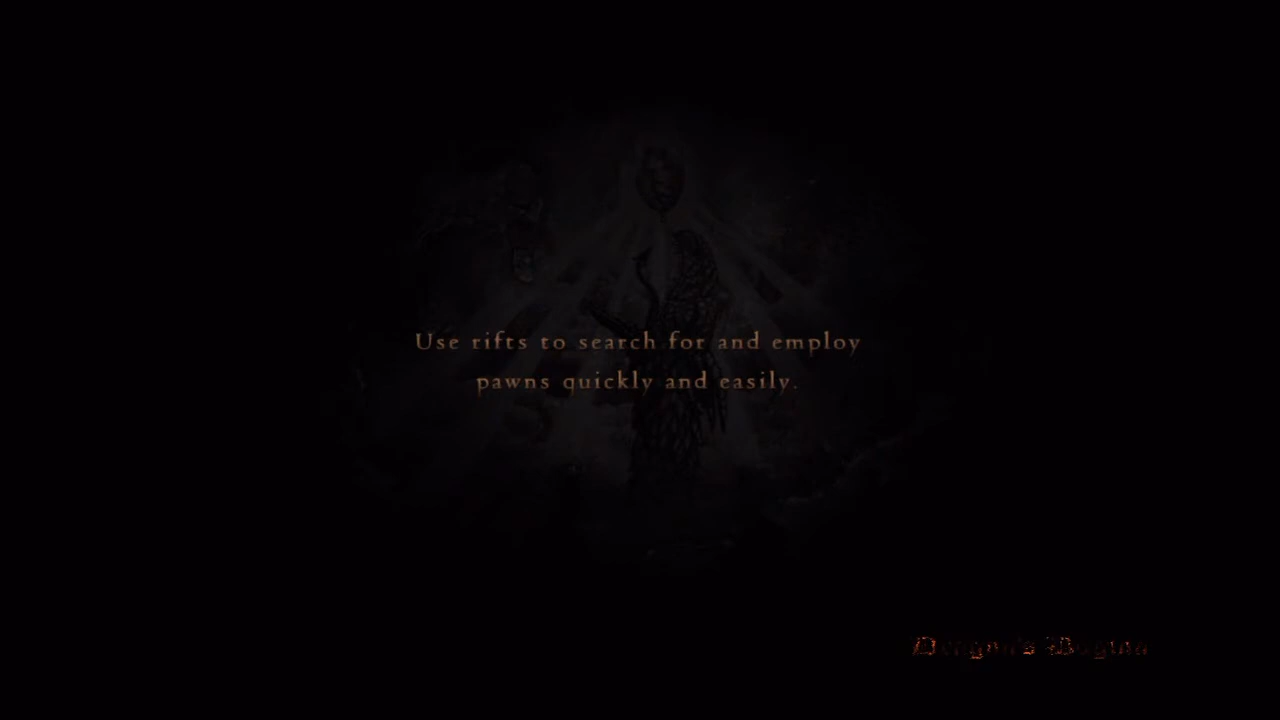 Use rifts to search for and employ
pawns quickly and easily.
Dragon's Dogma